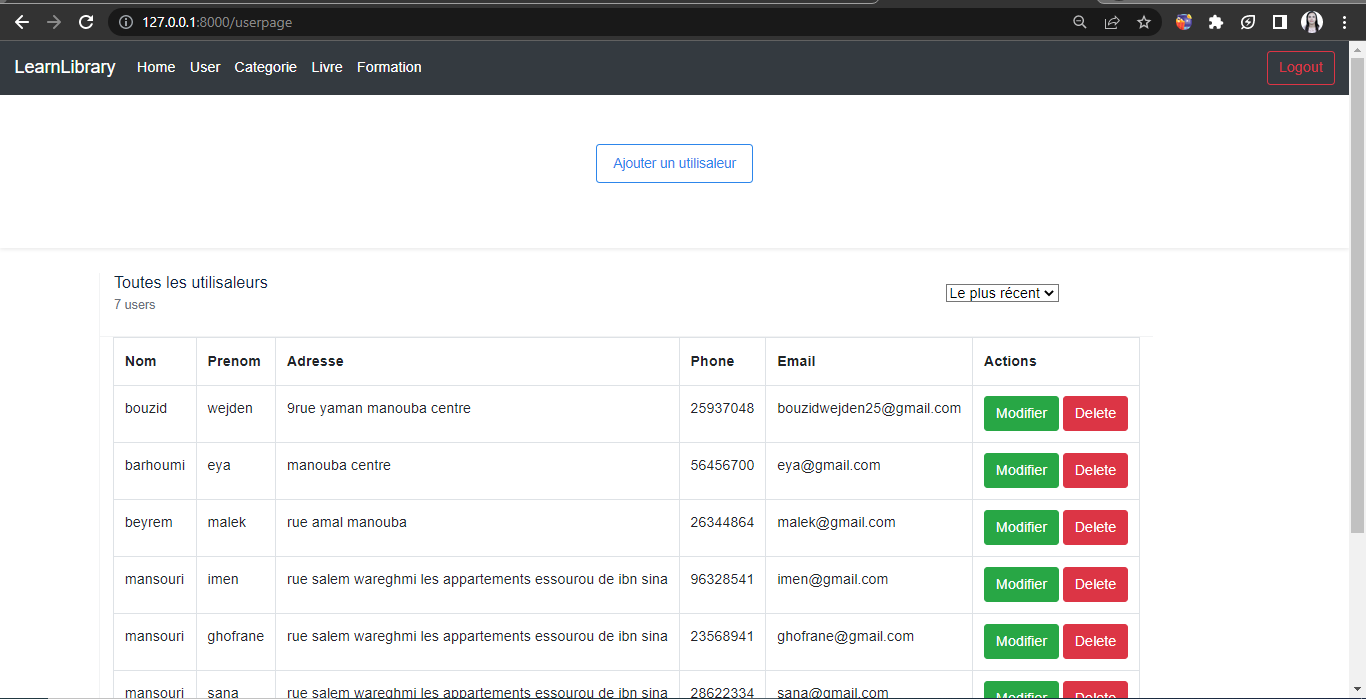 127.0.0.1:8000/userpage
LearnLibrary Home User Categorie Livre Formation Logout
Ajouter un utilisaleur
Toutes les utilisaleurs
7 users
Le plus récent
Nom Prenom Adresse Phone Email Actions
bouzid wejden 9rue yaman manouba centre 25937048 bouzidwejden25@gmail.com Modifier Delete
barhoumi eya manouba centre 56456700 eya@gmail.com Modifier Delete
beyrem malek rue amal manouba 26344864 malek@gmail.com Modifier Delete
mansouri imen rue salem wareghmi les appartements essourou de ibn sina 96328541 imen@gmail.com Modifier Delete
mansouri ghofrane rue salem wareghmi les appartements essourou de ibn sina 23568941 ghofrane@gmail.com Modifier Delete
mansouri sana rue salem wareghmi les appartements essourou de ibn sina 28622334 sana@gmail.com Modifier Delete